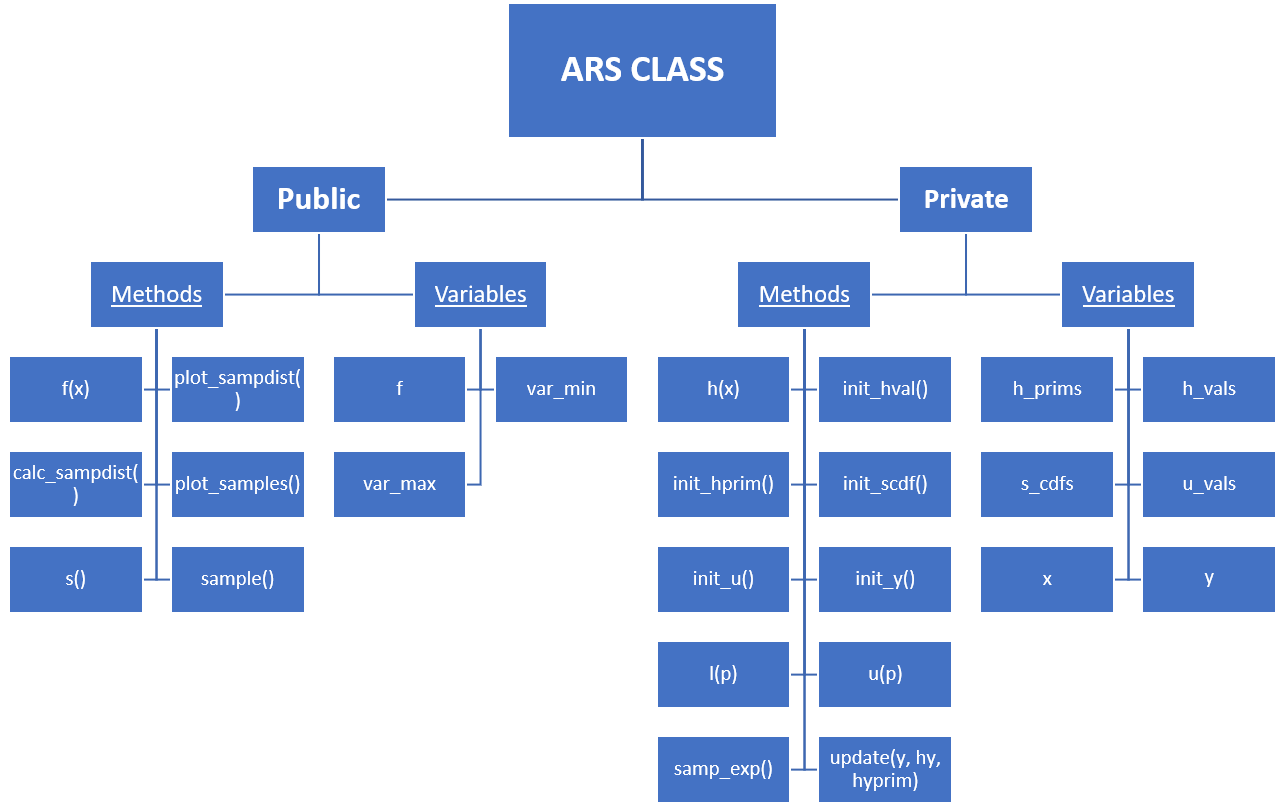 ARS CLASS
Public
Private
Methods
Variables
Methods
Variables
f(x)
plot_sampdist(
)
f
var_min
h(x)
init_hval()
h_prims
h_vals
calc_sampdist(
)
plot_samples()
var_max
init_hprim()
init_scdf()
s_cdfs
u_vals
s()
sample()
init_u()
init_y()
x
y
l(p)
u(p)
samp_exp()
update(y, hy,
hyprim)